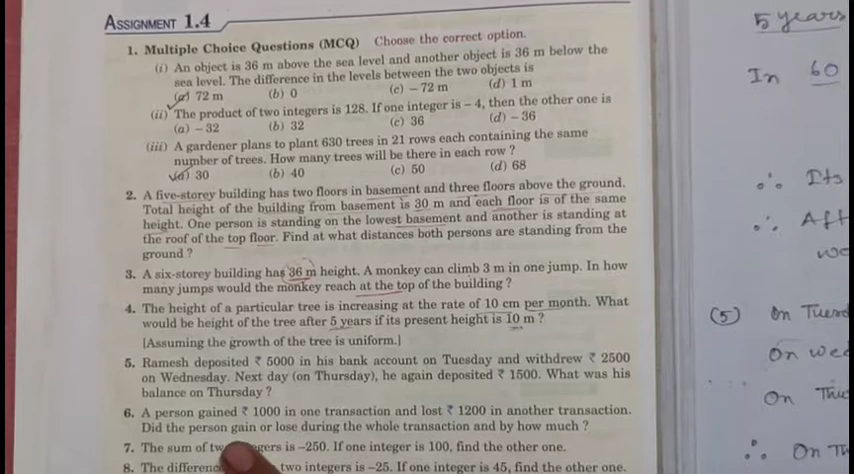 ASSIGNMENT 1.4
1. Multiple Choice Questions (MCQ) Choose the correct option.
(i) An object is 36 m above the sea level and another object is 36 m below the
sea level. The difference in the levels between the two objects is
(a) 72 m (b) 0 (c) – 72 m (d) 1 m
(ii) The product of two integers is 128. If one integer is – 4, then the other one is
(a) – 32 (b) 32 (c) 36 (d) – 36
(iii) A gardener plans to plant 630 trees in 21 rows each containing the same
number of trees. How many trees will be there in each row ?
(a) 30 (b) 40 (c) 50 (d) 68
2. A five-storey building has two floors in basement and three floors above the ground.
Total height of the building from basement is 30 m and each floor is of the same
height. One person is standing on the lowest basement and another is standing at
the roof of the top floor. Find at what distances both persons are standing from the
ground ?
3. A six-storey building has 36 m height. A monkey can climb 3 m in one jump. In how
many jumps would the monkey reach at the top of the building ?
4. The height of a particular tree is increasing at the rate of 10 cm per month. What
would be height of the tree after 5 years if its present height is 10 m ?
[Assuming the growth of the tree is uniform.]
5. Ramesh deposited ₹ 5000 in his bank account on Tuesday and withdrew ₹ 2500
on Wednesday. Next day (on Thursday), he again deposited ₹ 1500. What was his
balance on Thursday ?
6. A person gained ₹ 1000 in one transaction and lost ₹ 1200 in another transaction.
Did the person gain or lose during the whole transaction and by how much ?
7. The sum of is –250. If one integer is 100, find the other one.
8. The difference two integers is –25. If one integer is 45, find the other one.
5 years
In 60
∴ Its
∴ Aft
(5) On Tuesd
On wed
On Thu
∴ On Th